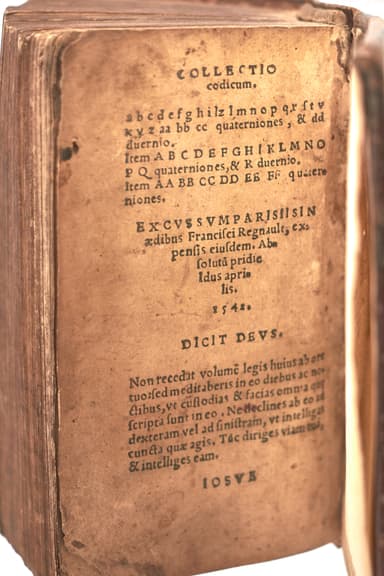 COLLECTIO
codicum.
a b c d e f g h i l z l m n o p q r ſ t v
x y z aa bb cc quaterniones, & dd
duernio.
Item A B C D E F G H I K L M N O
P Q quaterniones, & R duernio.
Item AA BB CC DD EE FF quater
niones.
EXCVSSVM PARISIIS IN
ædibus Franciſci Regnault, ex
penſis eiuſdem. Ab
ſolutū pridie
Idus apri
lis.
1542.
DICIT DEVS.
Non recedat volumē legis huius ab ore
tuo: ſed meditaberis in eo diebus ac no
ctibus, vt cuſtodias & facias omnia quæ
ſcripta ſunt in eo. Ne declines ab eo ad
dexteram vel ad ſiniſtram, vt intelligas
cuncta quæ agis. Tūc diriges viam tuā,
& intelliges eam.
IOSVE